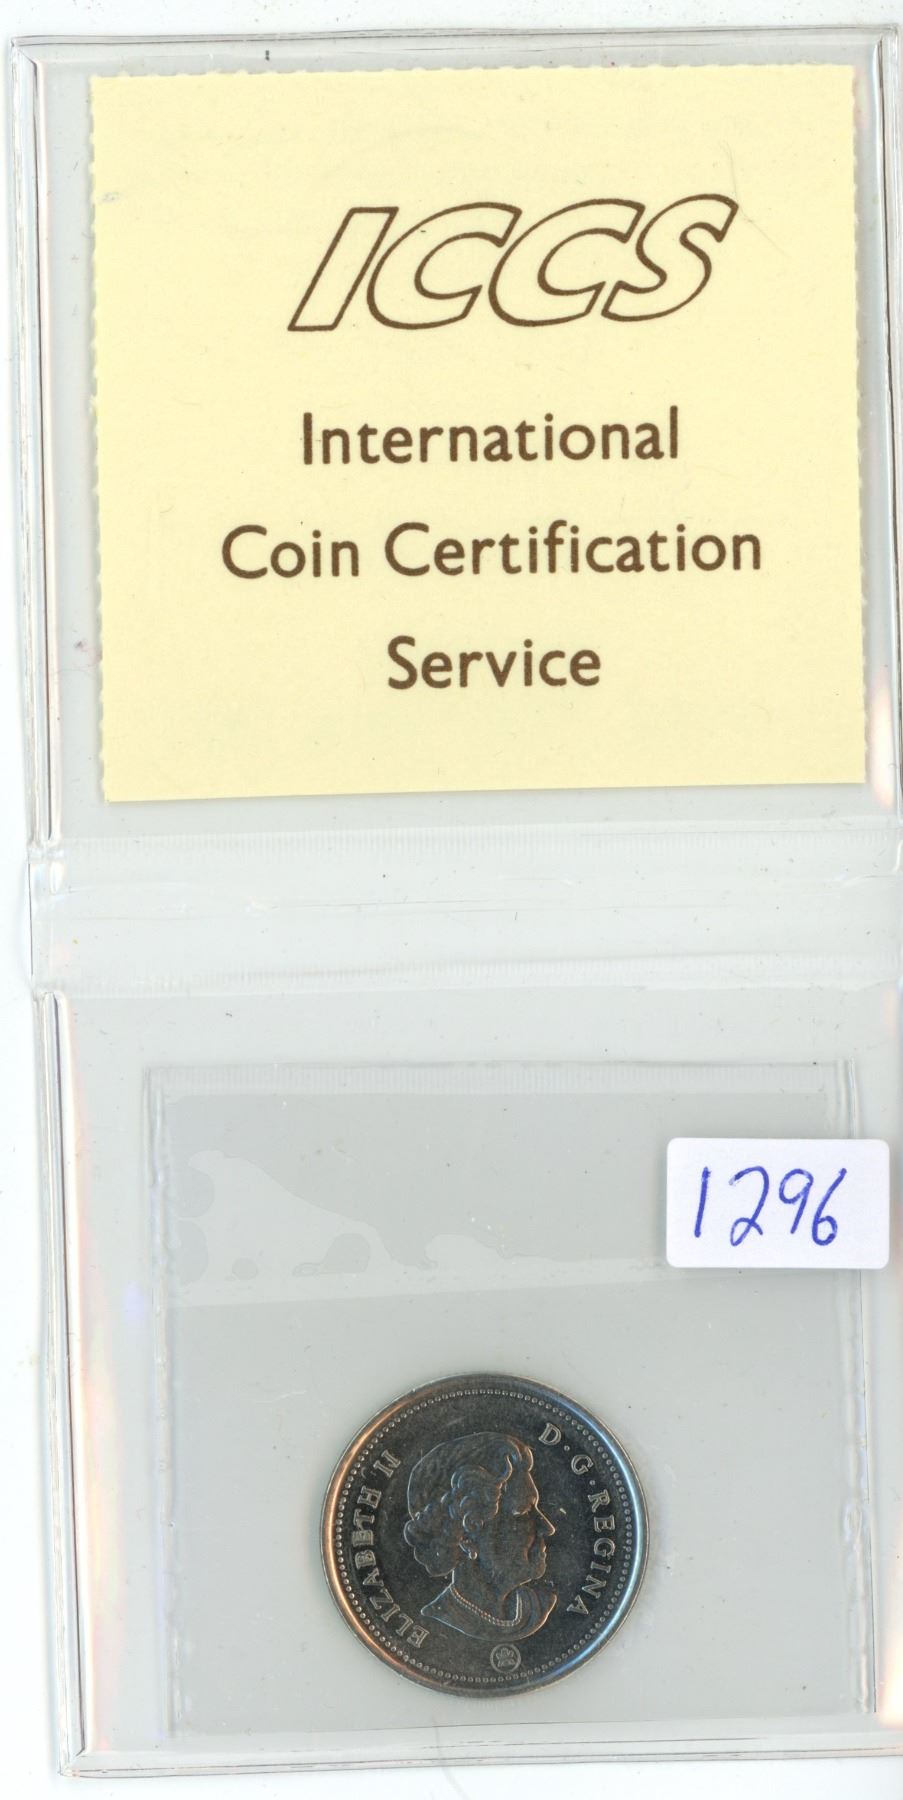 ICCS
International
Coin Certification
Service
1296
ELIZABETH II D·G·REGINA